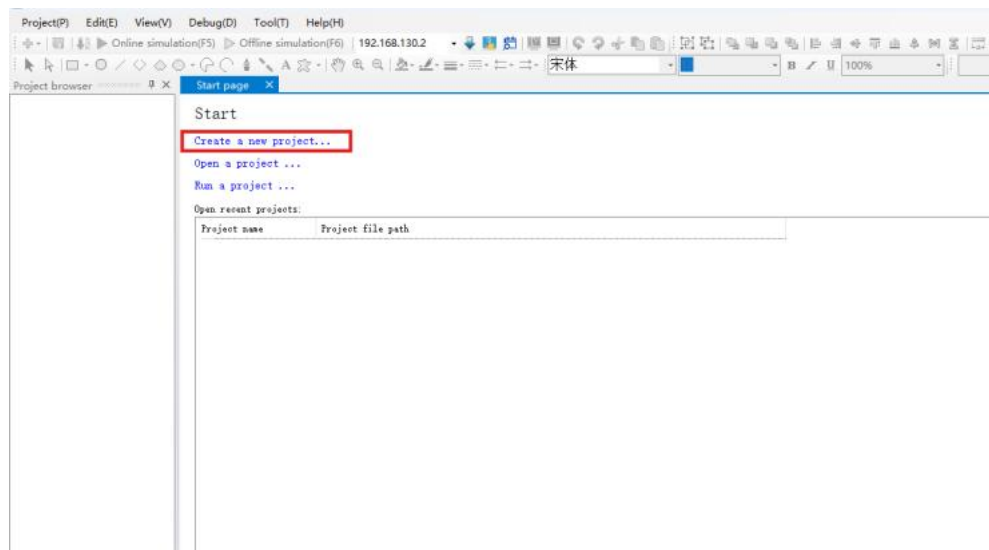 Project(P) Edit(E) View(V) Debug(D) Tool(T) Help(H)
Online simulation(F5) Offline simulation(F6) 192.168.130.2
A 宋体 B I U 100%
Project browser Start page
Start
Create a new project...
Open a project ...
Run a project ...
Open recent projects:
Project name Project file path